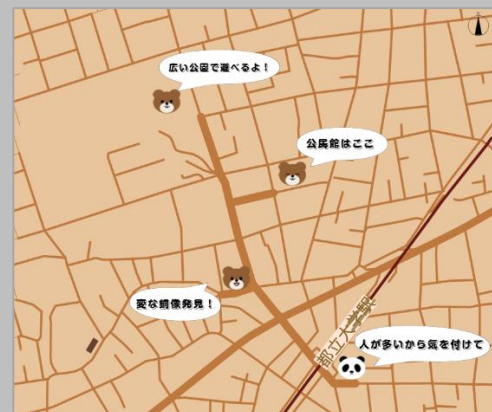 広い公園で遊べるよ！
公民館はここ
変な銅像発見！
都立大学駅
人が多いから気を付けて